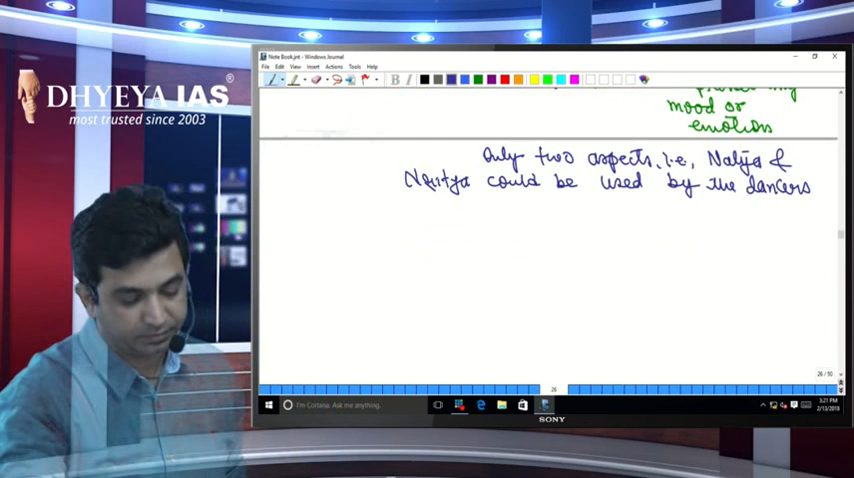 DHYEYA IAS®
most trusted since 2003
Note Book.jnt - Windows Journal
File Edit View Insert Actions Tools Help
B I
mood or
emotions
Only two aspects, i.e, Natya &
Nritya could be used by the dancers
26 / 50
26
I'm Cortana. Ask me anything.
3:21 PM
2/13/2018
SONY